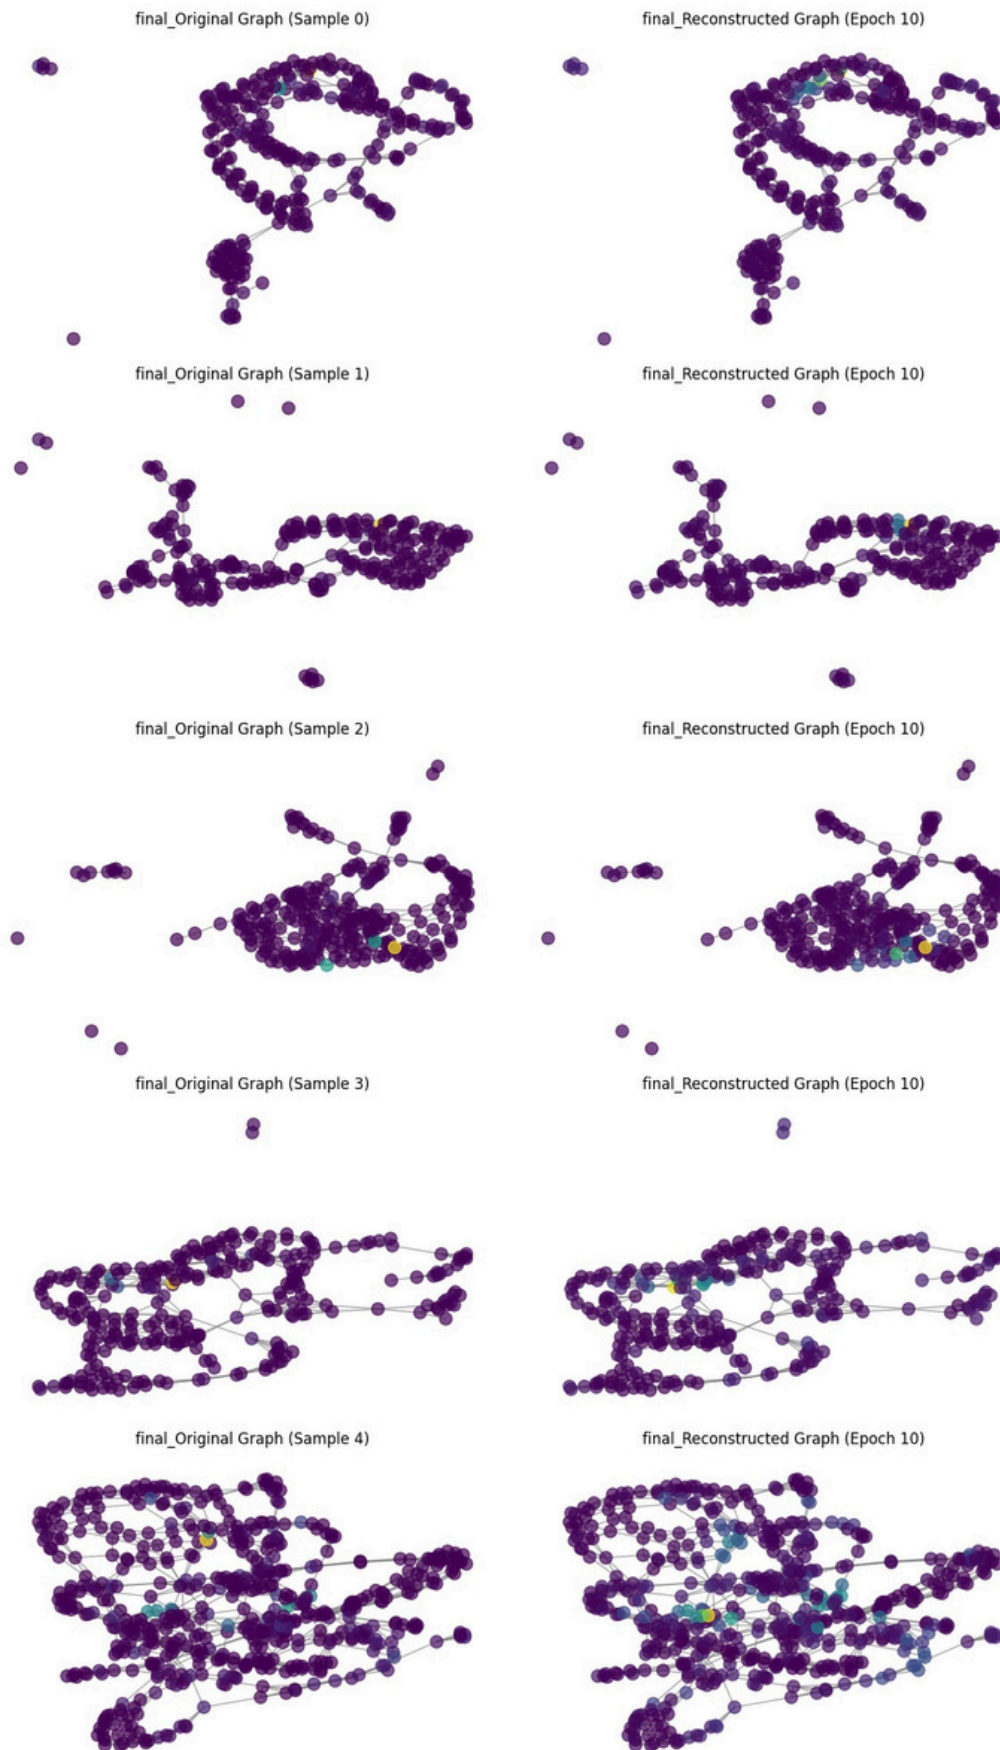 final_Original Graph (Sample 0)
final_Reconstructed Graph (Epoch 10)
final_Original Graph (Sample 1)
final_Reconstructed Graph (Epoch 10)
final_Original Graph (Sample 2)
final_Reconstructed Graph (Epoch 10)
final_Original Graph (Sample 3)
final_Reconstructed Graph (Epoch 10)
final_Original Graph (Sample 4)
final_Reconstructed Graph (Epoch 10)